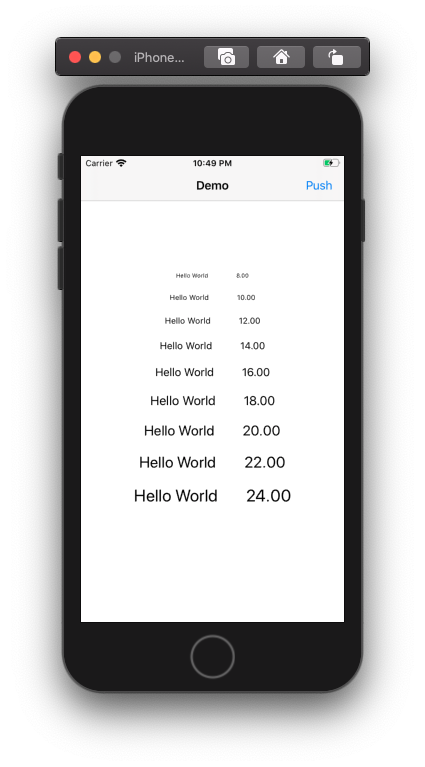 iPhone...
Carrier 10:49 PM
Demo Push
Hello World 8.00
Hello World 10.00
Hello World 12.00
Hello World 14.00
Hello World 16.00
Hello World 18.00
Hello World 20.00
Hello World 22.00
Hello World 24.00